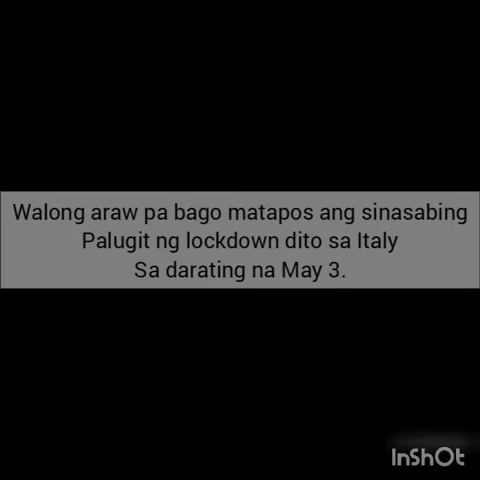 Walong araw pa bago matapos ang sinasabing
Palugit ng lockdown dito sa Italy
Sa darating na May 3.
InShOt